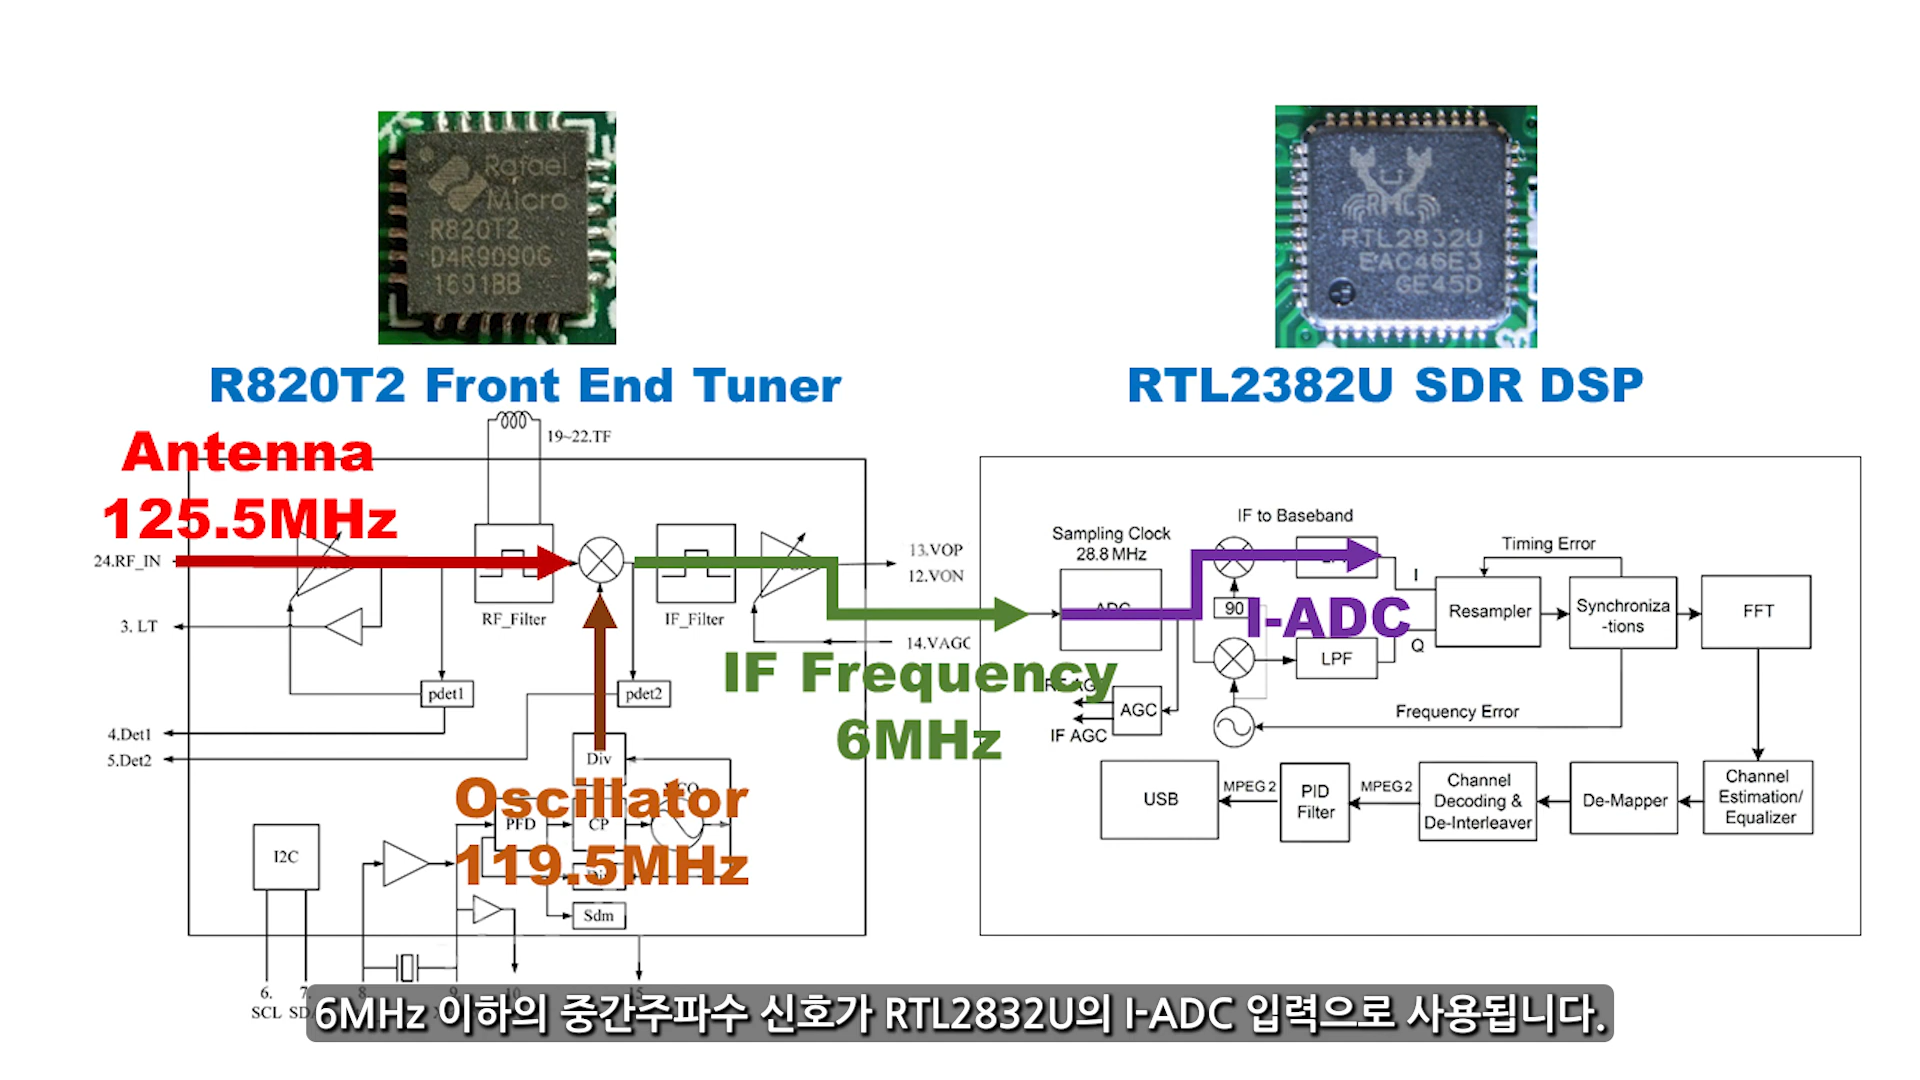 Rafael
Micro
R820T2
D4R9090G
1691BB
RTL2832U
EAC46E3
GE45D
R820T2 Front End Tuner
RTL2382U SDR DSP
19~22.TF
Antenna
125.5MHz
24.RF_IN
RF_Filter
IF_Filter
13.VOP
12.VON
14.VAGC
3. LT
pdet1
pdet2
4.Det1
5.Det2
Div
Oscillator
119.5MHz
PFD
CP
Sdm
I2C
6.
7.
SCL
IF Frequency
6MHz
Sampling Clock
28.8 MHz
ADC
IF to Baseband
90
I-ADC
LPF
I
Q
Timing Error
Resampler
Synchroniza
-tions
FFT
Frequency Error
AGC
IF AGC
USB
MPEG 2
PID
Filter
MPEG 2
Channel
Decoding &
De-Interleaver
De-Mapper
Channel
Estimation/
Equalizer
6MHz 이하의 중간주파수 신호가 RTL2832U의 I-ADC 입력으로 사용됩니다.